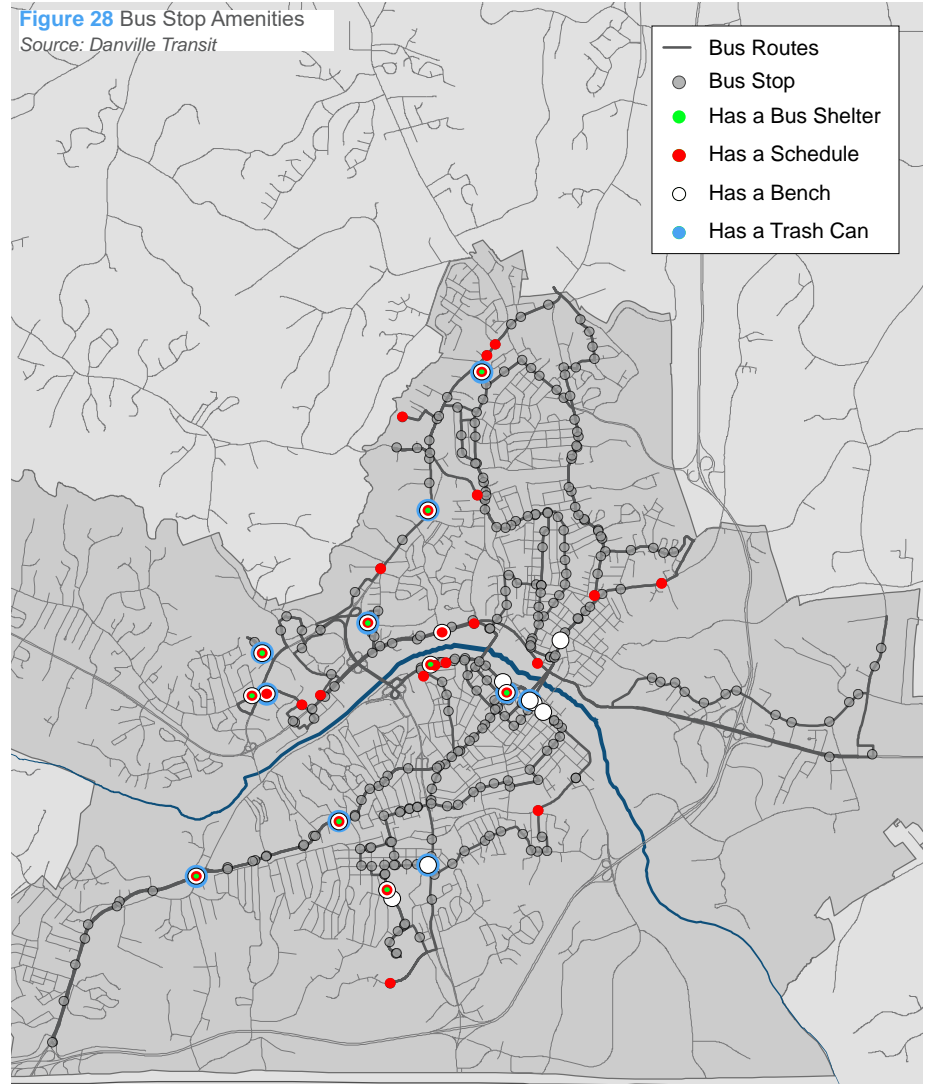 Figure 28 Bus Stop Amenities
Source: Danville Transit
Bus Routes
Bus Stop
Has a Bus Shelter
Has a Schedule
Has a Bench
Has a Trash Can